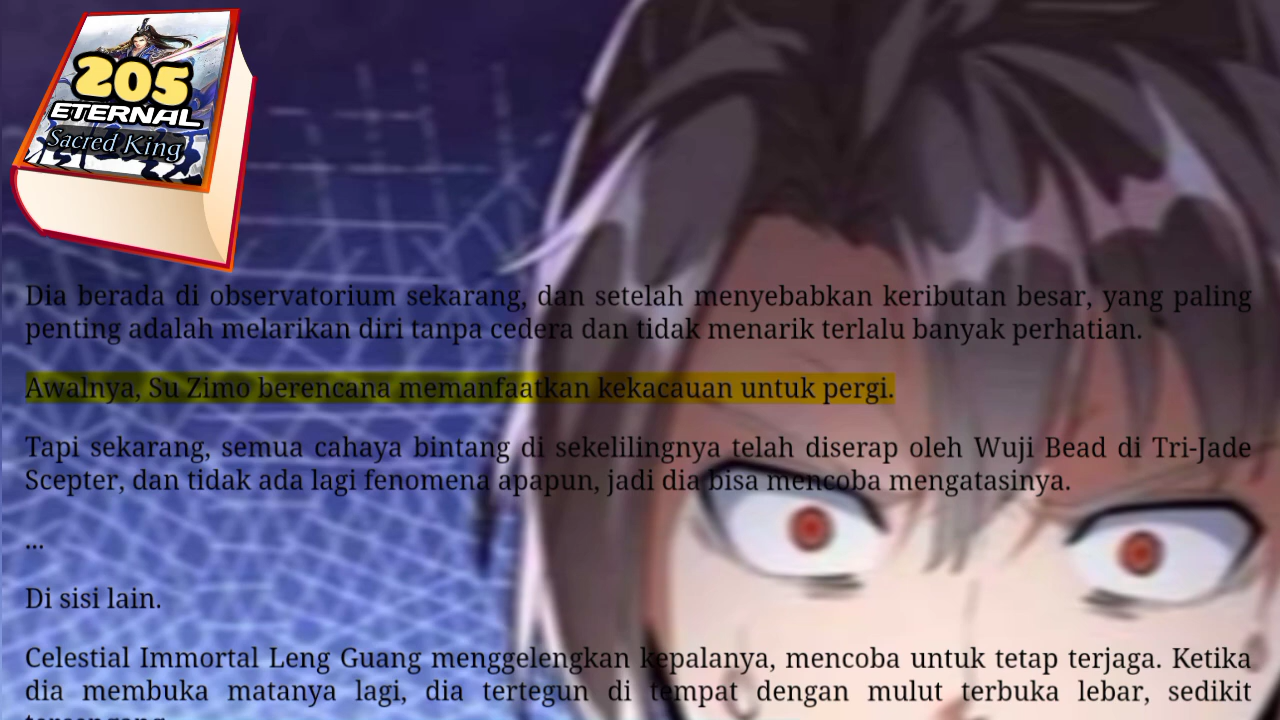 205
ETERNAL
Sacred King
Dia berada di observatorium sekarang, dan setelah menyebabkan keributan besar, yang paling
penting adalah melarikan diri tanpa cedera dan tidak menarik terlalu banyak perhatian.
Awalnya, Su Zimo berencana memanfaatkan kekacauan untuk pergi.
Tapi sekarang, semua cahaya bintang di sekelilingnya telah diserap oleh Wuji Bead di Tri-Jade
Scepter, dan tidak ada lagi fenomena apapun, jadi dia bisa mencoba mengatasinya.
...
Di sisi lain.
Celestial Immortal Leng Guang menggelengkan kepalanya, mencoba untuk tetap terjaga. Ketika
dia membuka matanya lagi, dia tertegun di tempat dengan mulut terbuka lebar, sedikit